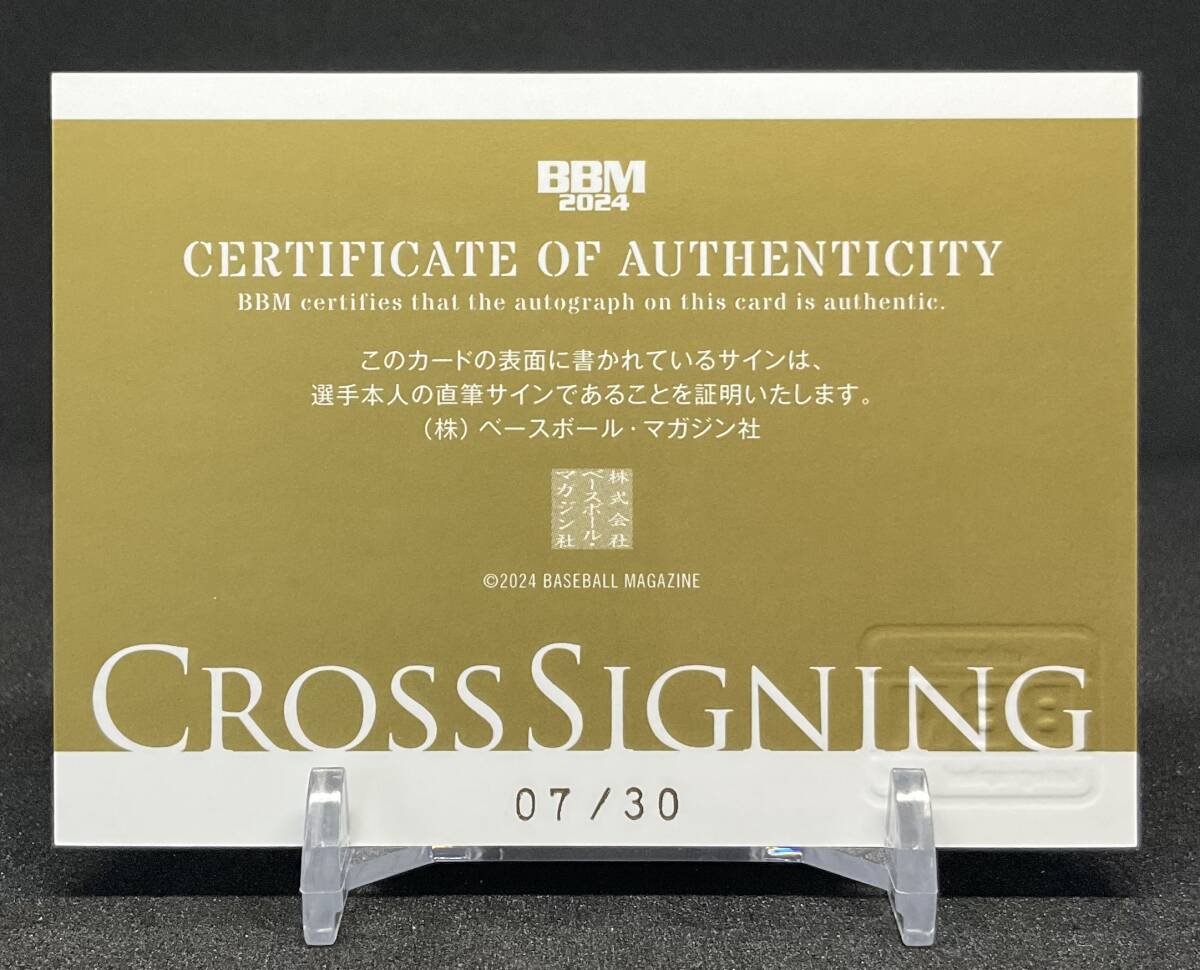 BBM
2024
CERTIFICATE OF AUTHENTICITY
BBM certifies that the autograph on this card is authentic.
このカードの表面に書かれているサインは、
選手本人の直筆サインであることを証明いたします。
（株）ベースボール・マガジン社
株式会社
ベースボール・
マガジン社
©2024 BASEBALL MAGAZINE
CROSSSIGNING
07/30